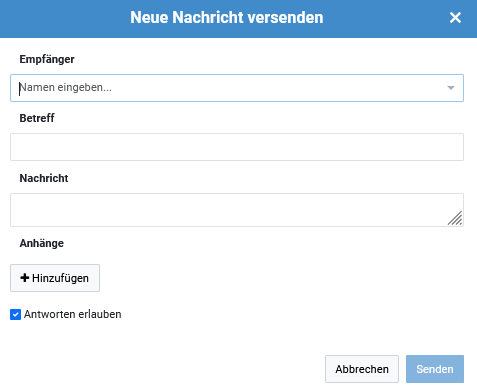 Neue Nachricht versenden
Empfänger
Namen eingeben...
Betreff
Nachricht
Anhänge
Hinzufügen
Antworten erlauben
Abbrechen
Senden